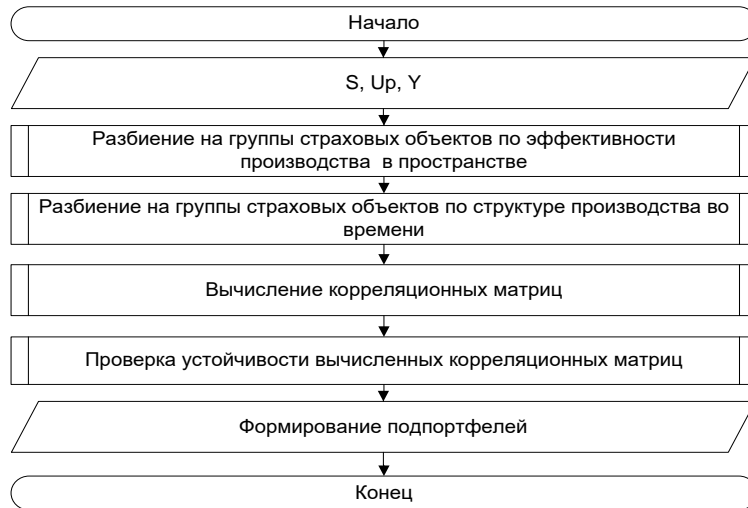 Начало
S, Up, Y
Разбиение на группы страховых объектов по эффективности
производства в пространстве
Разбиение на группы страховых объектов по структуре производства во
времени
Вычисление корреляционных матриц
Проверка устойчивости вычисленных корреляционных матриц
Формирование подпортфелей
Конец